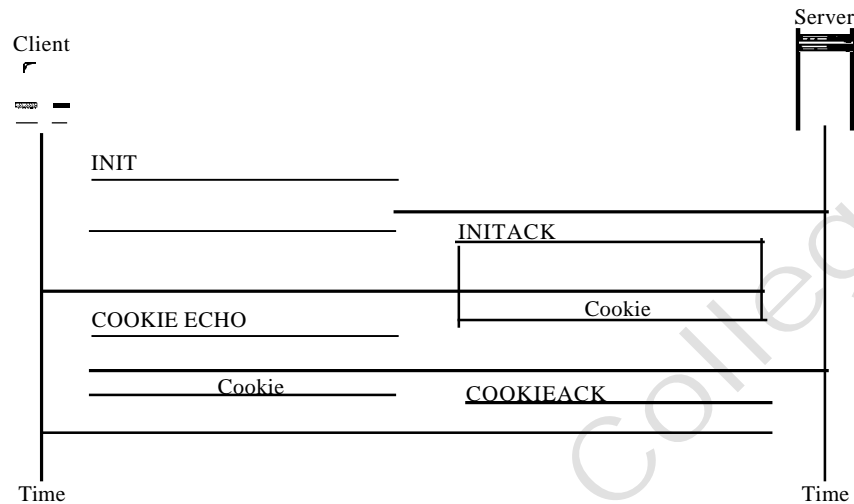 Server
Client
INIT
INITACK
Cookie
COOKIE ECHO
Cookie
COOKIEACK
Time
Time